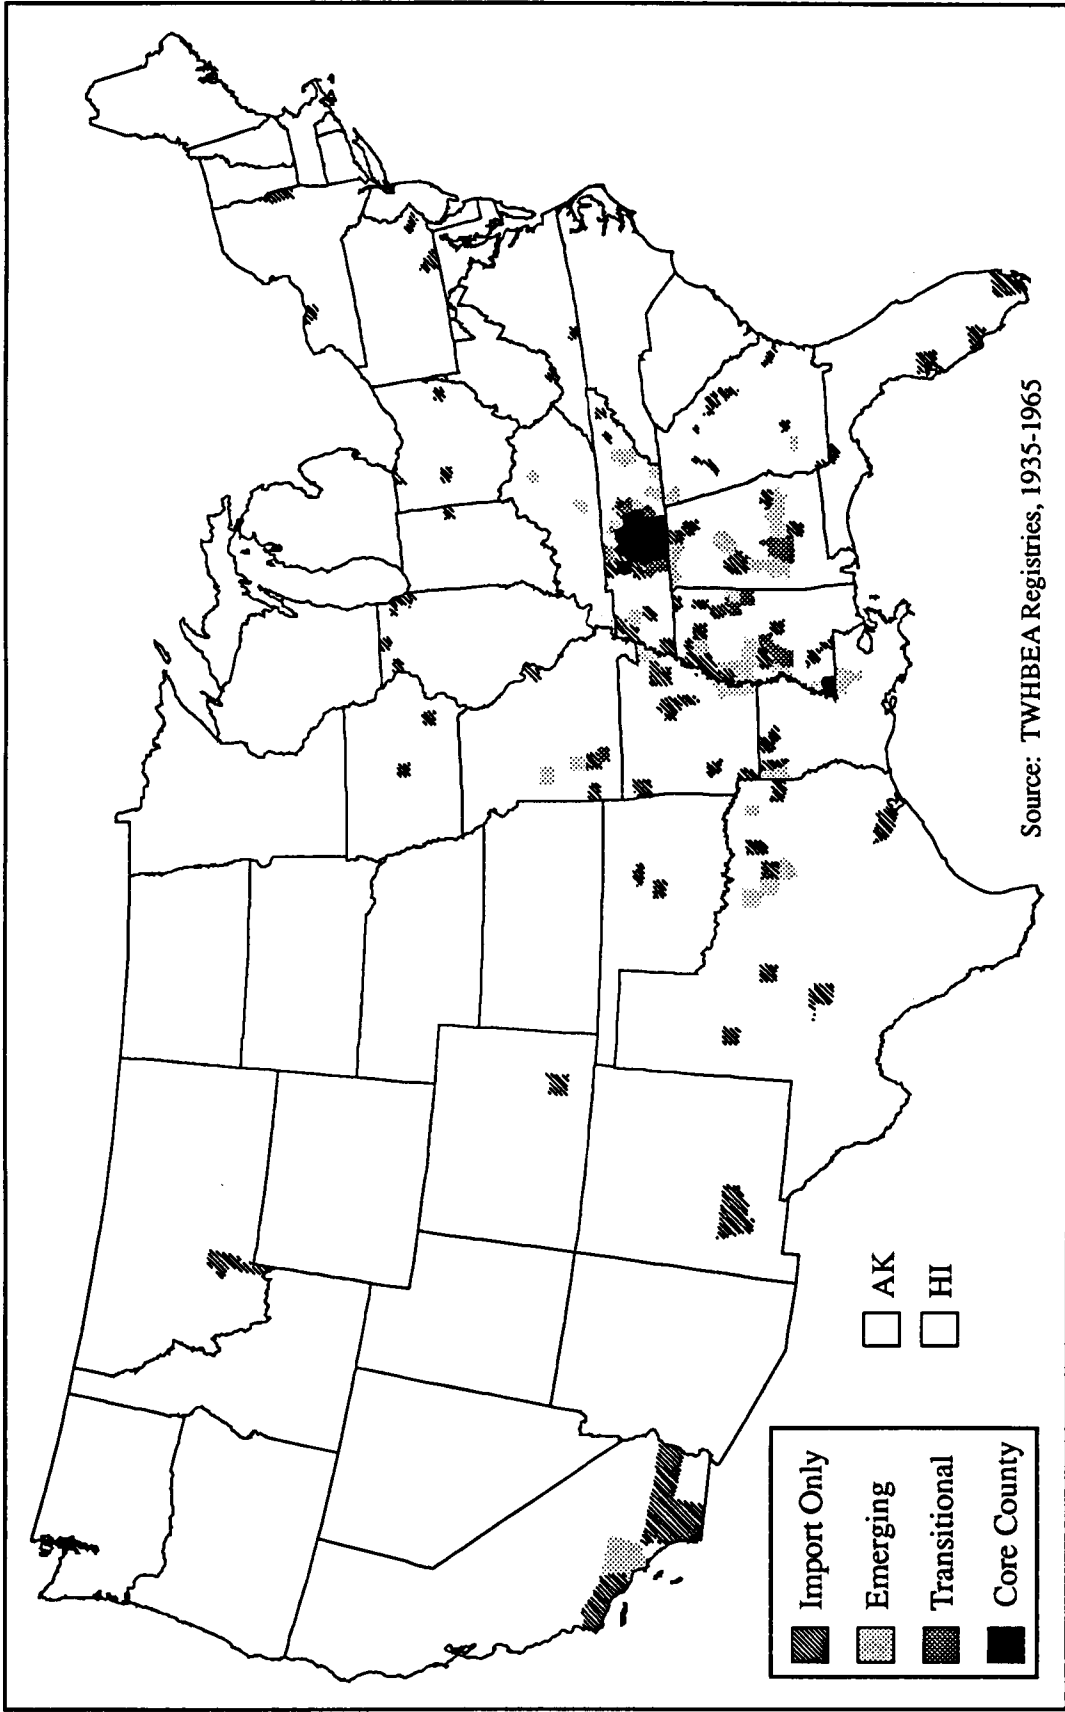 Import Only
Emerging
Transitional
Core County
AK
HI
Source: TWHBEA Registries, 1935-1965